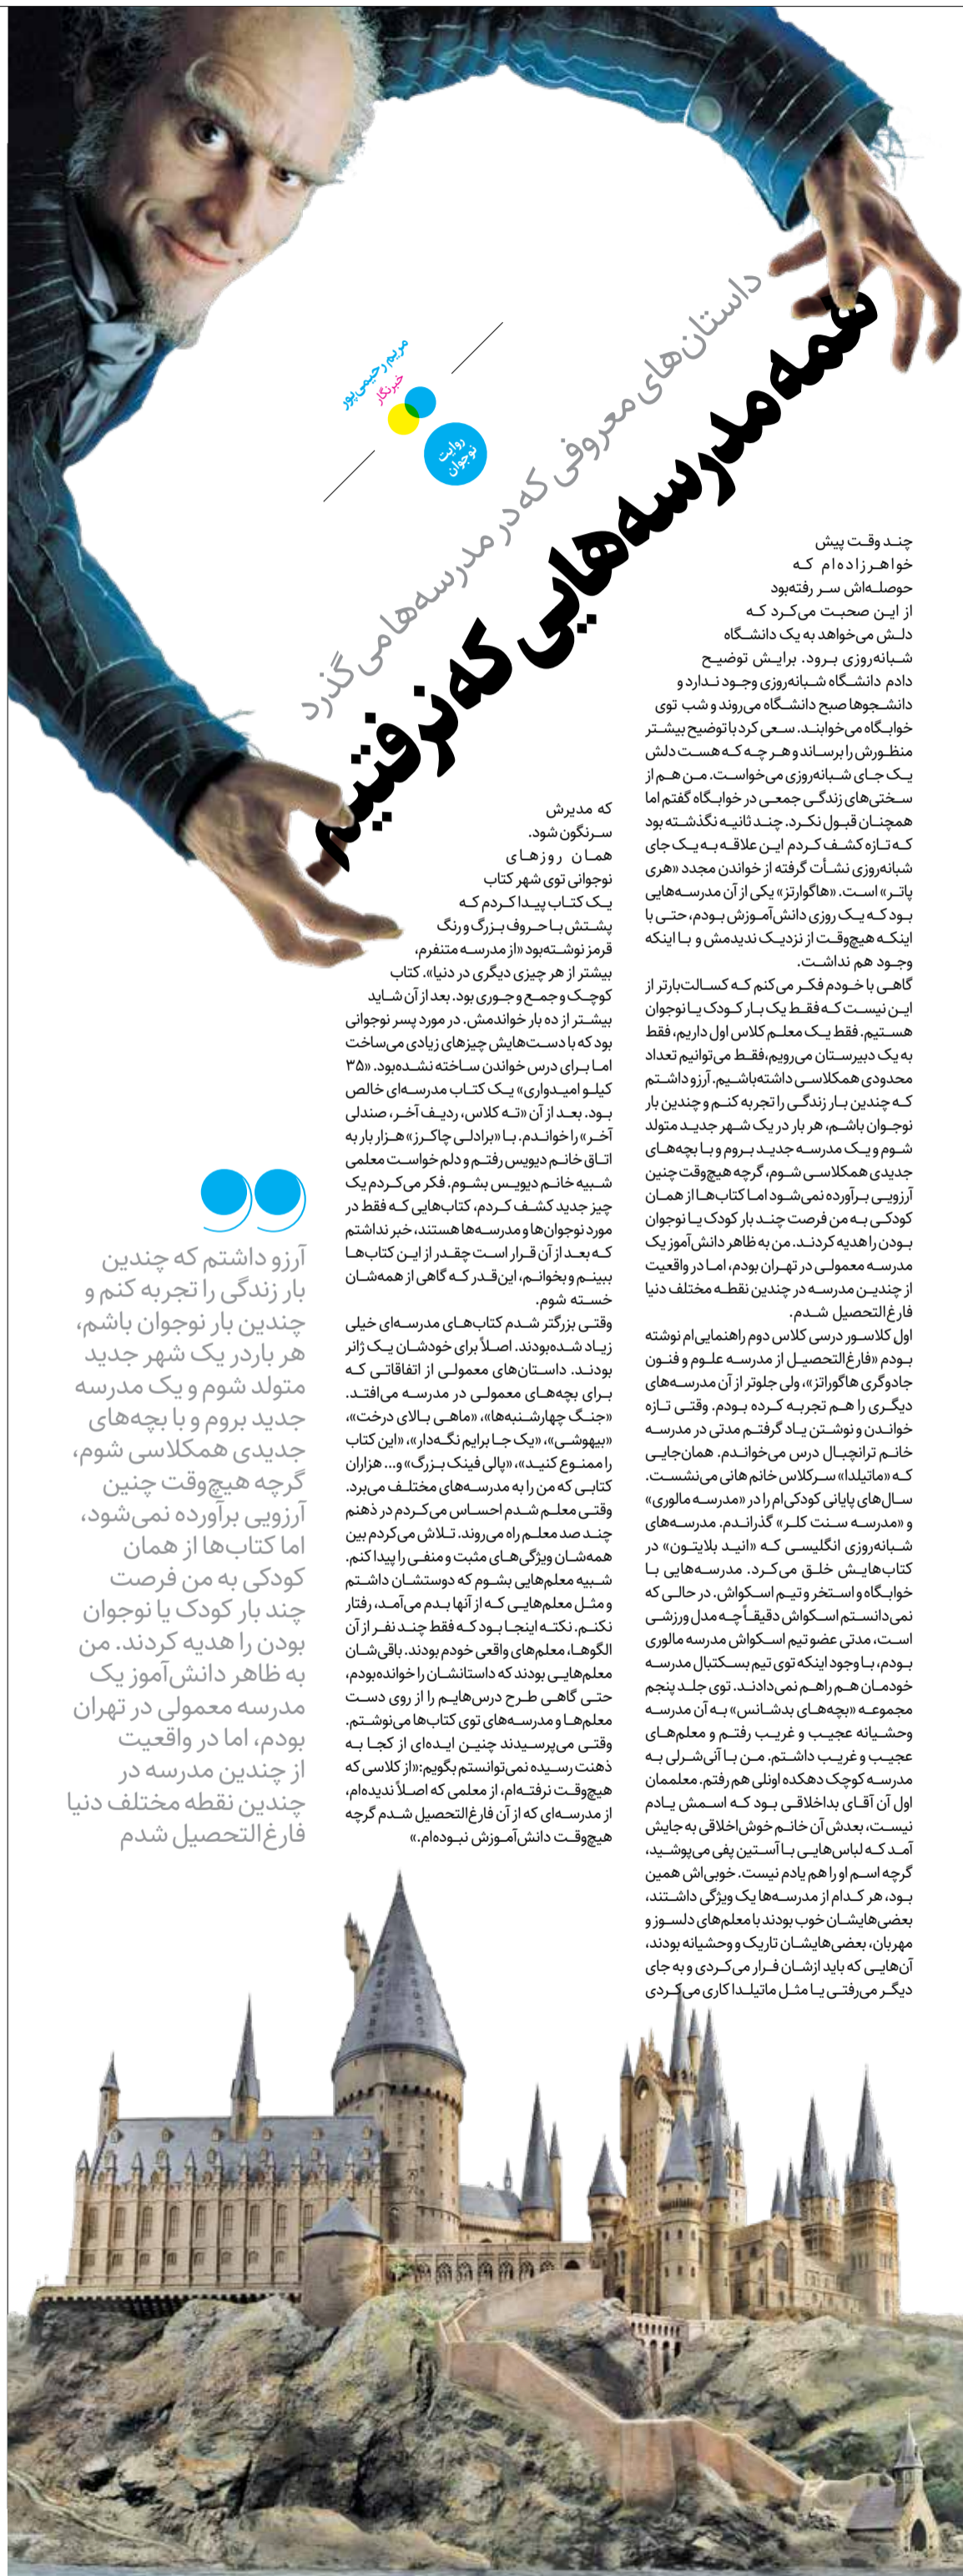 داستان‌های معروفی که در مدرسه‌ها می‌گذرد
همه مدرسه‌هایی که نرفتیم
مریم رحیمی‌پور
خبرنگار
روایت
نوجوان
چند وقت پیش
خواهرزاده‌ام که
حوصله‌اش سر رفته‌بود
از این صحبت می‌کرد که
دلش می‌خواهد به یک دانشگاه
شبانه‌روزی برود. برایش توضیح
دادم دانشگاه شبانه‌روزی وجود ندارد و
دانشجوها صبح دانشگاه می‌روند و شب توی
خوابگاه می‌خوابند. سعی کرد با توضیح بیشتر
منظورش را برساند و هر چه که هست دلش
یک جای شبانه‌روزی می‌خواست. من هم از
سختی‌های زندگی جمعی در خوابگاه گفتم اما
همچنان قبول نکرد. چند ثانیه نگذشته بود
که تازه کشف کردم این علاقه به یک جای
شبانه‌روزی نشأت گرفته از خواندن مجدد «هری
پاتر» است. «هاگوارتز» یکی از آن مدرسه‌هایی
بود که یک روزی دانش‌آموزش بودم، حتی با
اینکه هیچ‌وقت از نزدیک ندیدمش و با اینکه
وجود هم نداشت.
گاهی با خودم فکر می‌کنم که کسالت‌بارتر از
این نیست که فقط یک بار کودک یا نوجوان
هستیم. فقط یک معلم کلاس اول داریم، فقط
به یک دبیرستان می‌رویم،فقط می‌توانیم تعداد
محدودی همکلاسی داشته‌باشیم. آرزو داشتم
که چندین بار زندگی را تجربه کنم و چندین بار
نوجوان باشم، هر بار در یک شهر جدید متولد
شوم و یک مدرسه جدید بروم و با بچه‌های
جدیدی همکلاسی شوم، گرچه هیچ‌وقت چنین
آرزویی برآورده نمی‌شود اما کتاب‌ها از همان
کودکی به من فرصت چند بار کودک یا نوجوان
بودن را هدیه کردند. من به ظاهر دانش‌آموز یک
مدرسه معمولی در تهران بودم، اما در واقعیت
از چندین مدرسه در چندین نقطه مختلف دنیا
فارغ‌التحصیل شدم.
اول کلاسور درسی کلاس دوم راهنمایی‌ام نوشته
بودم «فارغ‌التحصیل از مدرسه علوم و فنون
جادوگری هاگوراتز»، ولی جلوتر از آن مدرسه‌های
دیگری را هم تجربه کرده بودم. وقتی تازه
خواندن و نوشتن یاد گرفتم مدتی در مدرسه
خانم ترانچبال درس می‌خواندم. همان‌جایی
که «ماتیلدا» سر کلاس خانم هانی می‌نشست.
سال‌های پایانی کودکی‌ام را در «مدرسه مالوری»
و «مدرسه سنت کلر» گذراندم. مدرسه‌های
شبانه‌روزی انگلیسی که «انید بلایتون» در
کتاب‌هایش خلق می‌کرد. مدرسه‌هایی با
خوابگاه و استخر و تیم اسکواش. در حالی که
نمی‌دانستم اسکواش دقیقاً چه مدل ورزشی
است، مدتی عضو تیم اسکواش مدرسه مالوری
بودم، با وجود اینکه توی تیم بسکتبال مدرسه
خودمان هم راهم نمی‌دادند. توی جلد پنجم
مجموعه «بچه‌های بدشانس» به آن مدرسه
وحشیانه عجیب و غریب رفتم و معلم‌های
عجیب و غریب داشتم. من با آنی‌شرلی به
مدرسه کوچک دهکده اونلی هم رفتم. معلممان
اول آن آقای بداخلاقی بود که اسمش یادم
نیست، بعدش آن خانم خوش‌اخلاقی به جایش
آمد که لباس‌هایی با آستین پفی می‌پوشید،
گرچه اسم او را هم یادم نیست. خوبی‌اش همین
بود، هر کدام از مدرسه‌ها یک ویژگی داشتند،
بعضی‌هایشان خوب بودند با معلم‌های دلسوز و
مهربان، بعضی‌هایشان تاریک و وحشیانه بودند،
آن‌هایی که باید ازشان فرار می‌کردی و به جای
دیگر می‌رفتی یا مثل ماتیلدا کاری می‌کردی
که مدیرش
سرنگون شود.
همان روزهای
نوجوانی توی شهر کتاب
یک کتاب پیدا کردم که
پشتش با حروف بزرگ و رنگ
قرمز نوشته‌بود «از مدرسه متنفرم،
بیشتر از هر چیزی دیگری در دنیا». کتاب
کوچک و جمع و جوری بود. بعد از آن شاید
بیشتر از ده بار خواندمش. در مورد پسر نوجوانی
بود که با دست‌هایش چیزهای زیادی می‌ساخت
اما برای درس خواندن ساخته نشده‌بود. «۳۵
کیلو امیدواری» یک کتاب مدرسه‌ای خالص
بود. بعد از آن «ته کلاس، ردیف آخر، صندلی
آخر» را خواندم. با «برادلی چاکرز» هزار بار به
اتاق خانم دیویس رفتم و دلم خواست معلمی
شبیه خانم دیویس بشوم. فکر می‌کردم یک
چیز جدید کشف کردم، کتاب‌هایی که فقط در
مورد نوجوان‌ها و مدرسه‌ها هستند، خبر نداشتم
که بعد از آن قرار است چقدر از این کتاب‌ها
ببینم و بخوانم، این‌قدر که گاهی از همه‌شان
خسته شوم.
وقتی بزرگتر شدم کتاب‌های مدرسه‌ای خیلی
زیاد شده‌بودند. اصلاً برای خودشان یک ژانر
بودند. داستان‌های معمولی از اتفاقاتی که
برای بچه‌های معمولی در مدرسه می‌افتد.
«جنگ چهارشنبه‌ها»، «ماهی بالای درخت»،
«بیهوشی»، «یک جا برایم نگه‌دار»، «این کتاب
را ممنوع کنید»، «پالی فینک بزرگ» و... هزاران
کتابی که من را به مدرسه‌های مختلف می‌برد.
وقتی معلم شدم احساس می‌کردم در ذهنم
چند صد معلم راه می‌روند. تلاش می‌کردم بین
همه‌شان ویژگی‌های مثبت و منفی را پیدا کنم.
شبیه معلم‌هایی بشوم که دوستشان داشتم
و مثل معلم‌هایی که از آنها بدم می‌آمد، رفتار
نکنم. نکته اینجا بود که فقط چند نفر از آن
الگوها، معلم‌های واقعی خودم بودند. باقی‌شان
معلم‌هایی بودند که داستانشان را خوانده‌بودم،
حتی گاهی طرح درس‌هایم را از روی دست
معلم‌ها و مدرسه‌های توی کتاب‌ها می‌نوشتم.
وقتی می‌پرسیدند چنین ایده‌ای از کجا به
ذهنت رسیده نمی‌توانستم بگویم:«از کلاسی که
هیچ‌وقت نرفته‌ام، از معلمی که اصلاً ندیده‌ام،
از مدرسه‌ای که از آن فارغ‌التحصیل شدم گرچه
هیچ‌وقت دانش‌آموزش نبوده‌ام.»
آرزو داشتم که چندین
بار زندگی را تجربه کنم و
چندین بار نوجوان باشم،
هر باردر یک شهر جدید
متولد شوم و یک مدرسه
جدید بروم و با بچه‌های
جدیدی همکلاسی شوم،
گرچه هیچ‌وقت چنین
آرزویی برآورده نمی‌شود،
اما کتاب‌ها از همان
کودکی به من فرصت
چند بار کودک یا نوجوان
بودن را هدیه کردند. من
به ظاهر دانش‌آموز یک
مدرسه معمولی در تهران
بودم، اما در واقعیت
از چندین مدرسه در
چندین نقطه مختلف دنیا
فارغ‌التحصیل شدم